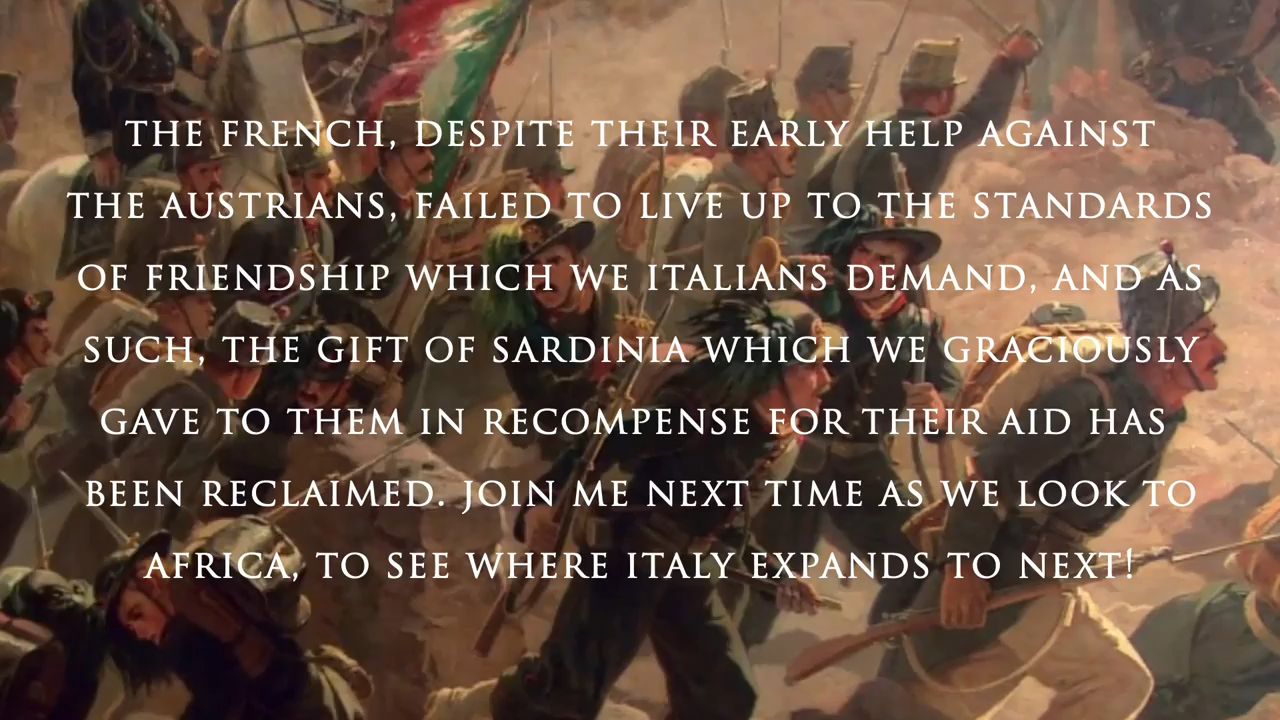 THE FRENCH, DESPITE THEIR EARLY HELP AGAINST
THE AUSTRIANS, FAILED TO LIVE UP TO THE STANDARDS
OF FRIENDSHIP WHICH WE ITALIANS DEMAND, AND AS
SUCH, THE GIFT OF SARDINIA WHICH WE GRACIOUSLY
GAVE TO THEM IN RECOMPENSE FOR THEIR AID HAS
BEEN RECLAIMED. JOIN ME NEXT TIME AS WE LOOK TO
AFRICA, TO SEE WHERE ITALY EXPANDS TO NEXT!